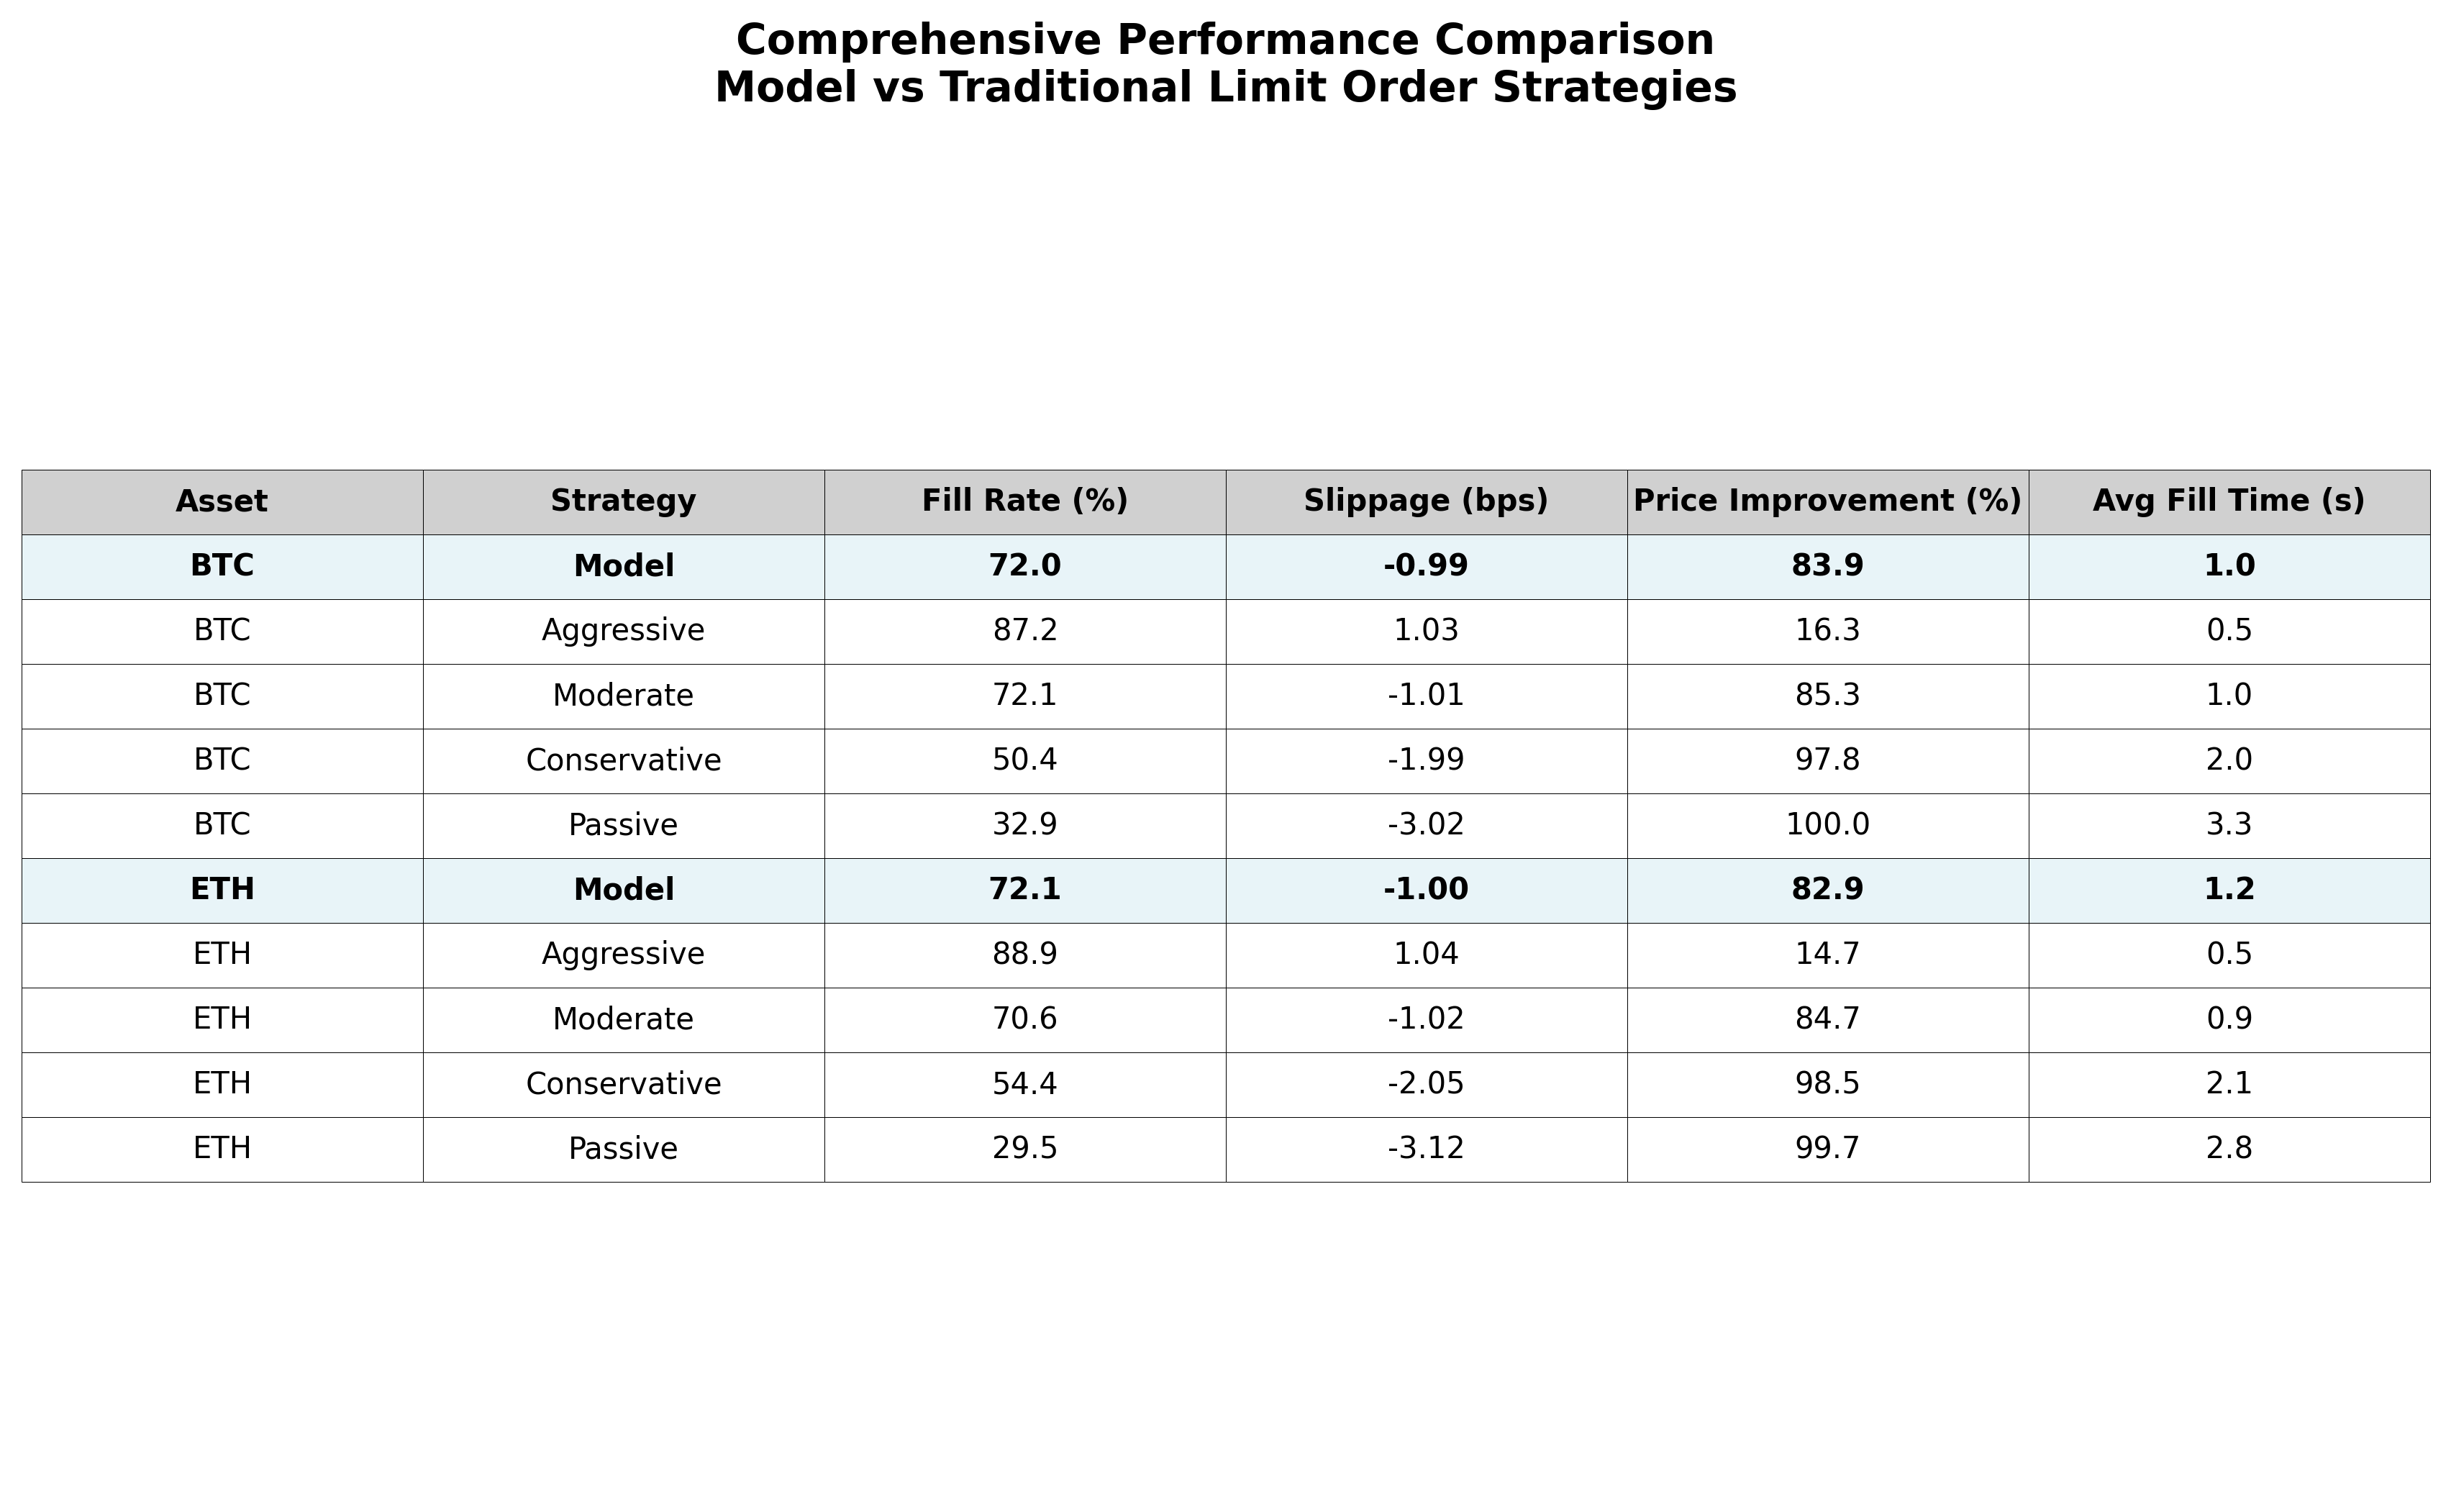 Comprehensive Performance Comparison
Model vs Traditional Limit Order Strategies
Asset Strategy Fill Rate (%) Slippage (bps) Price Improvement (%) Avg Fill Time (s)
BTC Model 72.0 -0.99 83.9 1.0
BTC Aggressive 87.2 1.03 16.3 0.5
BTC Moderate 72.1 -1.01 85.3 1.0
BTC Conservative 50.4 -1.99 97.8 2.0
BTC Passive 32.9 -3.02 100.0 3.3
ETH Model 72.1 -1.00 82.9 1.2
ETH Aggressive 88.9 1.04 14.7 0.5
ETH Moderate 70.6 -1.02 84.7 0.9
ETH Conservative 54.4 -2.05 98.5 2.1
ETH Passive 29.5 -3.12 99.7 2.8